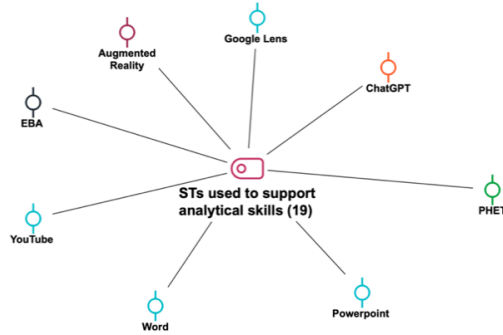 Google Lens
Augmented
Reality
ChatGPT
EBA
STs used to support
analytical skills (19)
PHET
YouTube
Powerpoint
Word